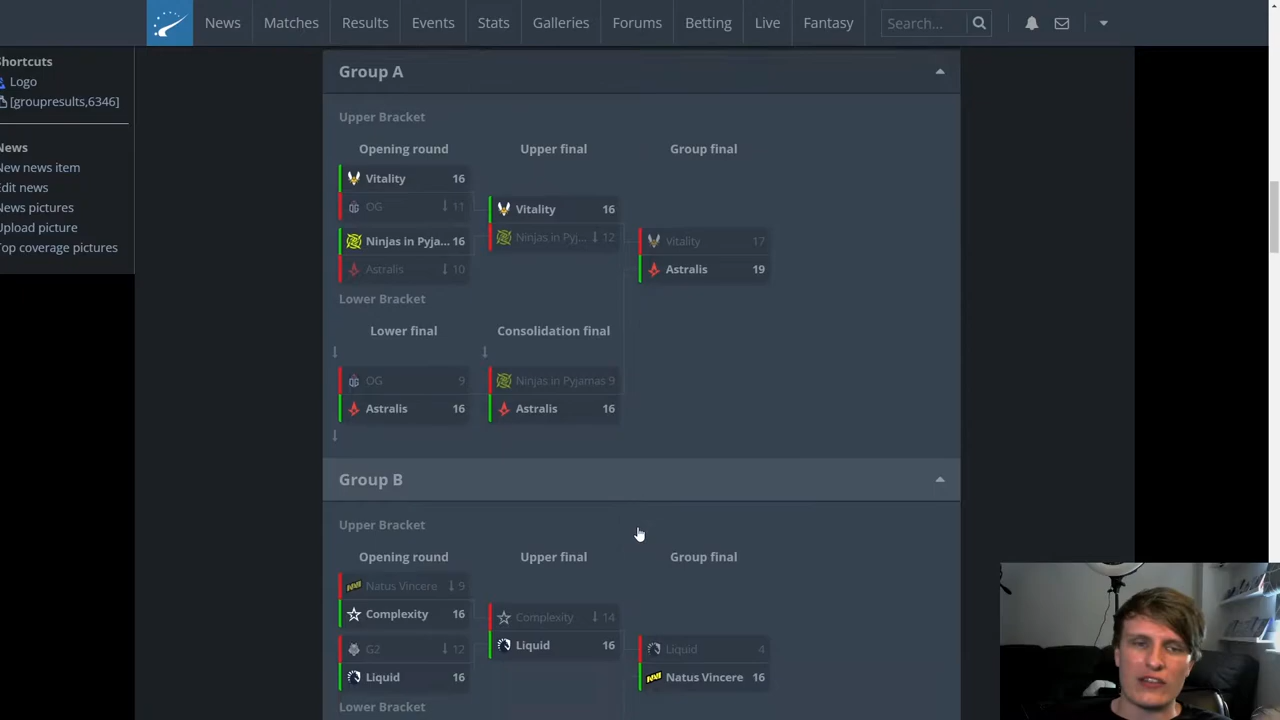 News Matches Results Events Stats Galleries Forums Betting Live Fantasy Search...
Shortcuts
Logo
[groupresults,6346]
News
New news item
Edit news
News pictures
Upload picture
Top coverage pictures
Group A
Upper Bracket
Opening round Upper final Group final
Vitality 16
OG 11
Ninjas in Pyja... 16
Astralis 10
Vitality 16
Ninjas in Pyj... 12
Vitality 17
Astralis 19
Lower Bracket
Lower final Consolidation final
OG 9
Astralis 16
Ninjas in Pyjamas 9
Astralis 16
Group B
Upper Bracket
Opening round Upper final Group final
Natus Vincere 9
Complexity 16
G2 12
Liquid 16
Complexity 14
Liquid 16
Liquid 4
Natus Vincere 16
Lower Bracket